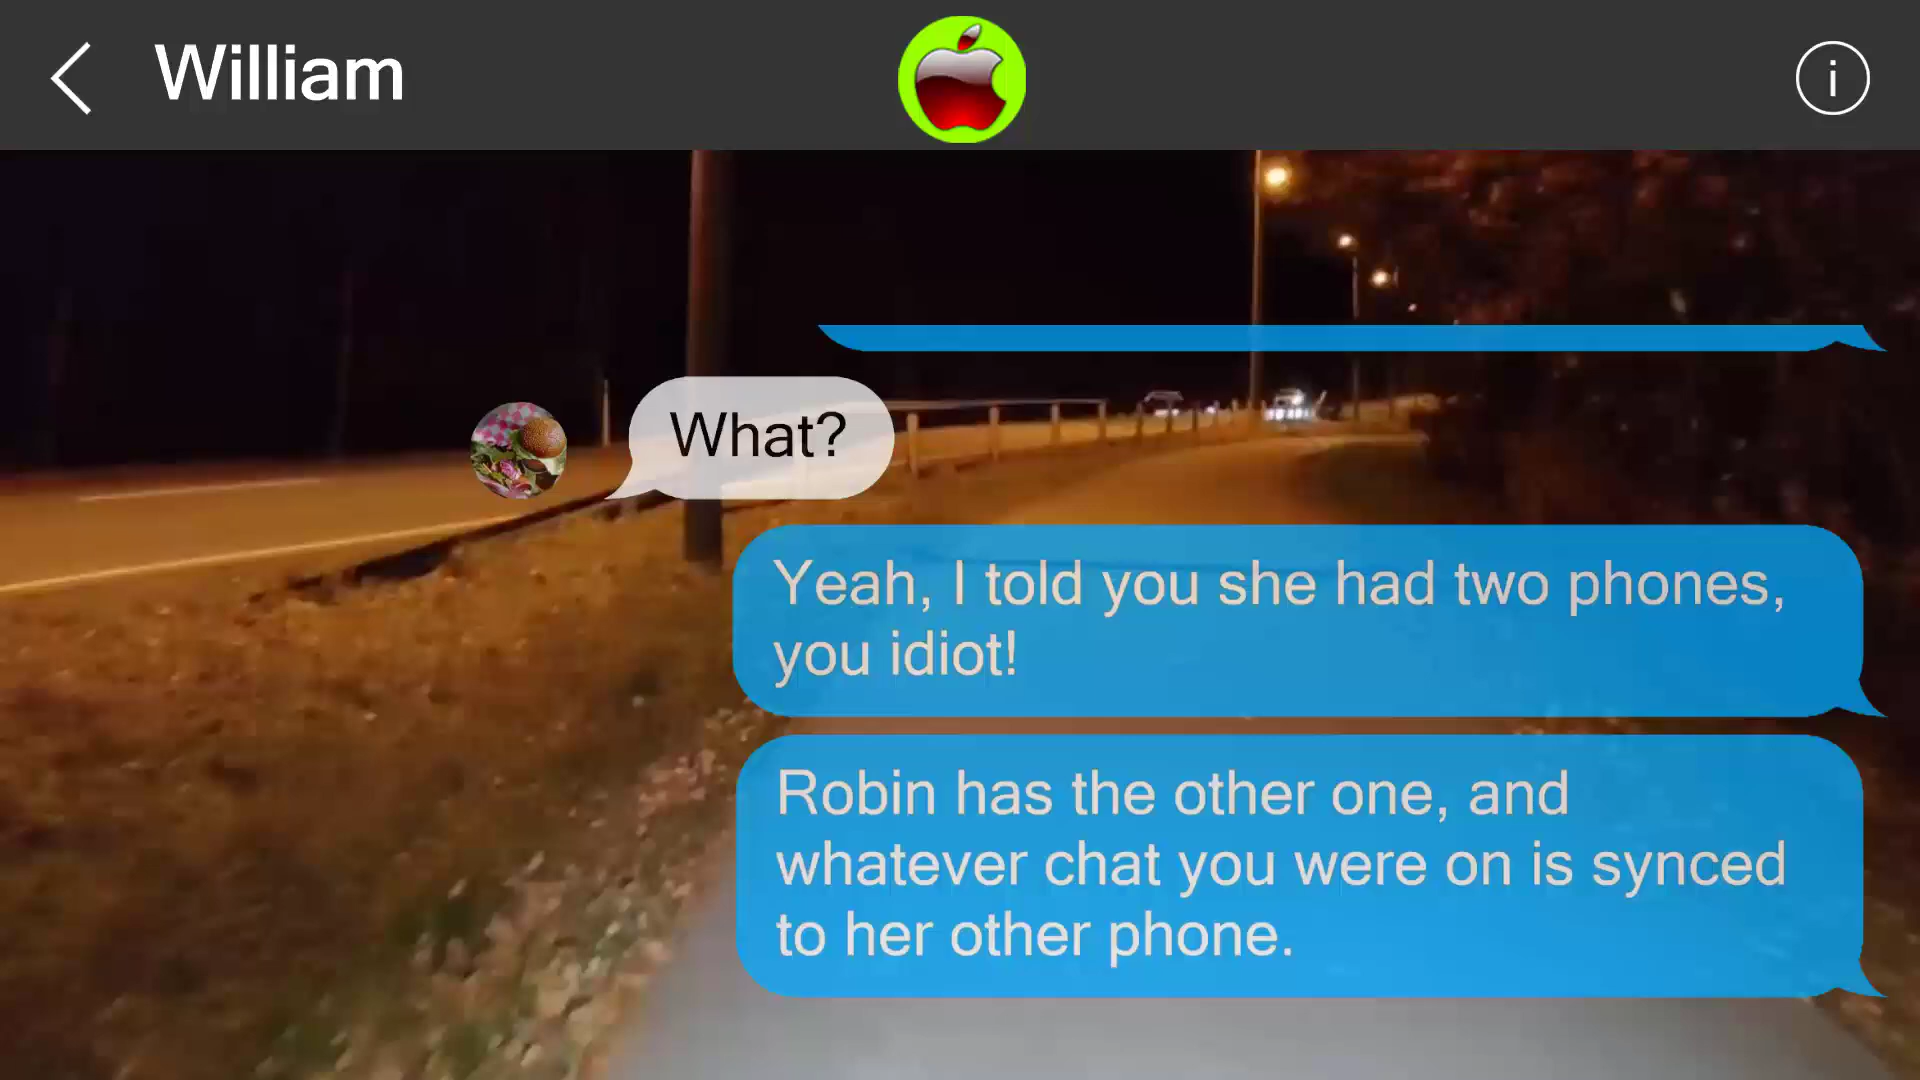 William
i
What?
Yeah, I told you she had two phones,
you idiot!
Robin has the other one, and
whatever chat you were on is synced
to her other phone.